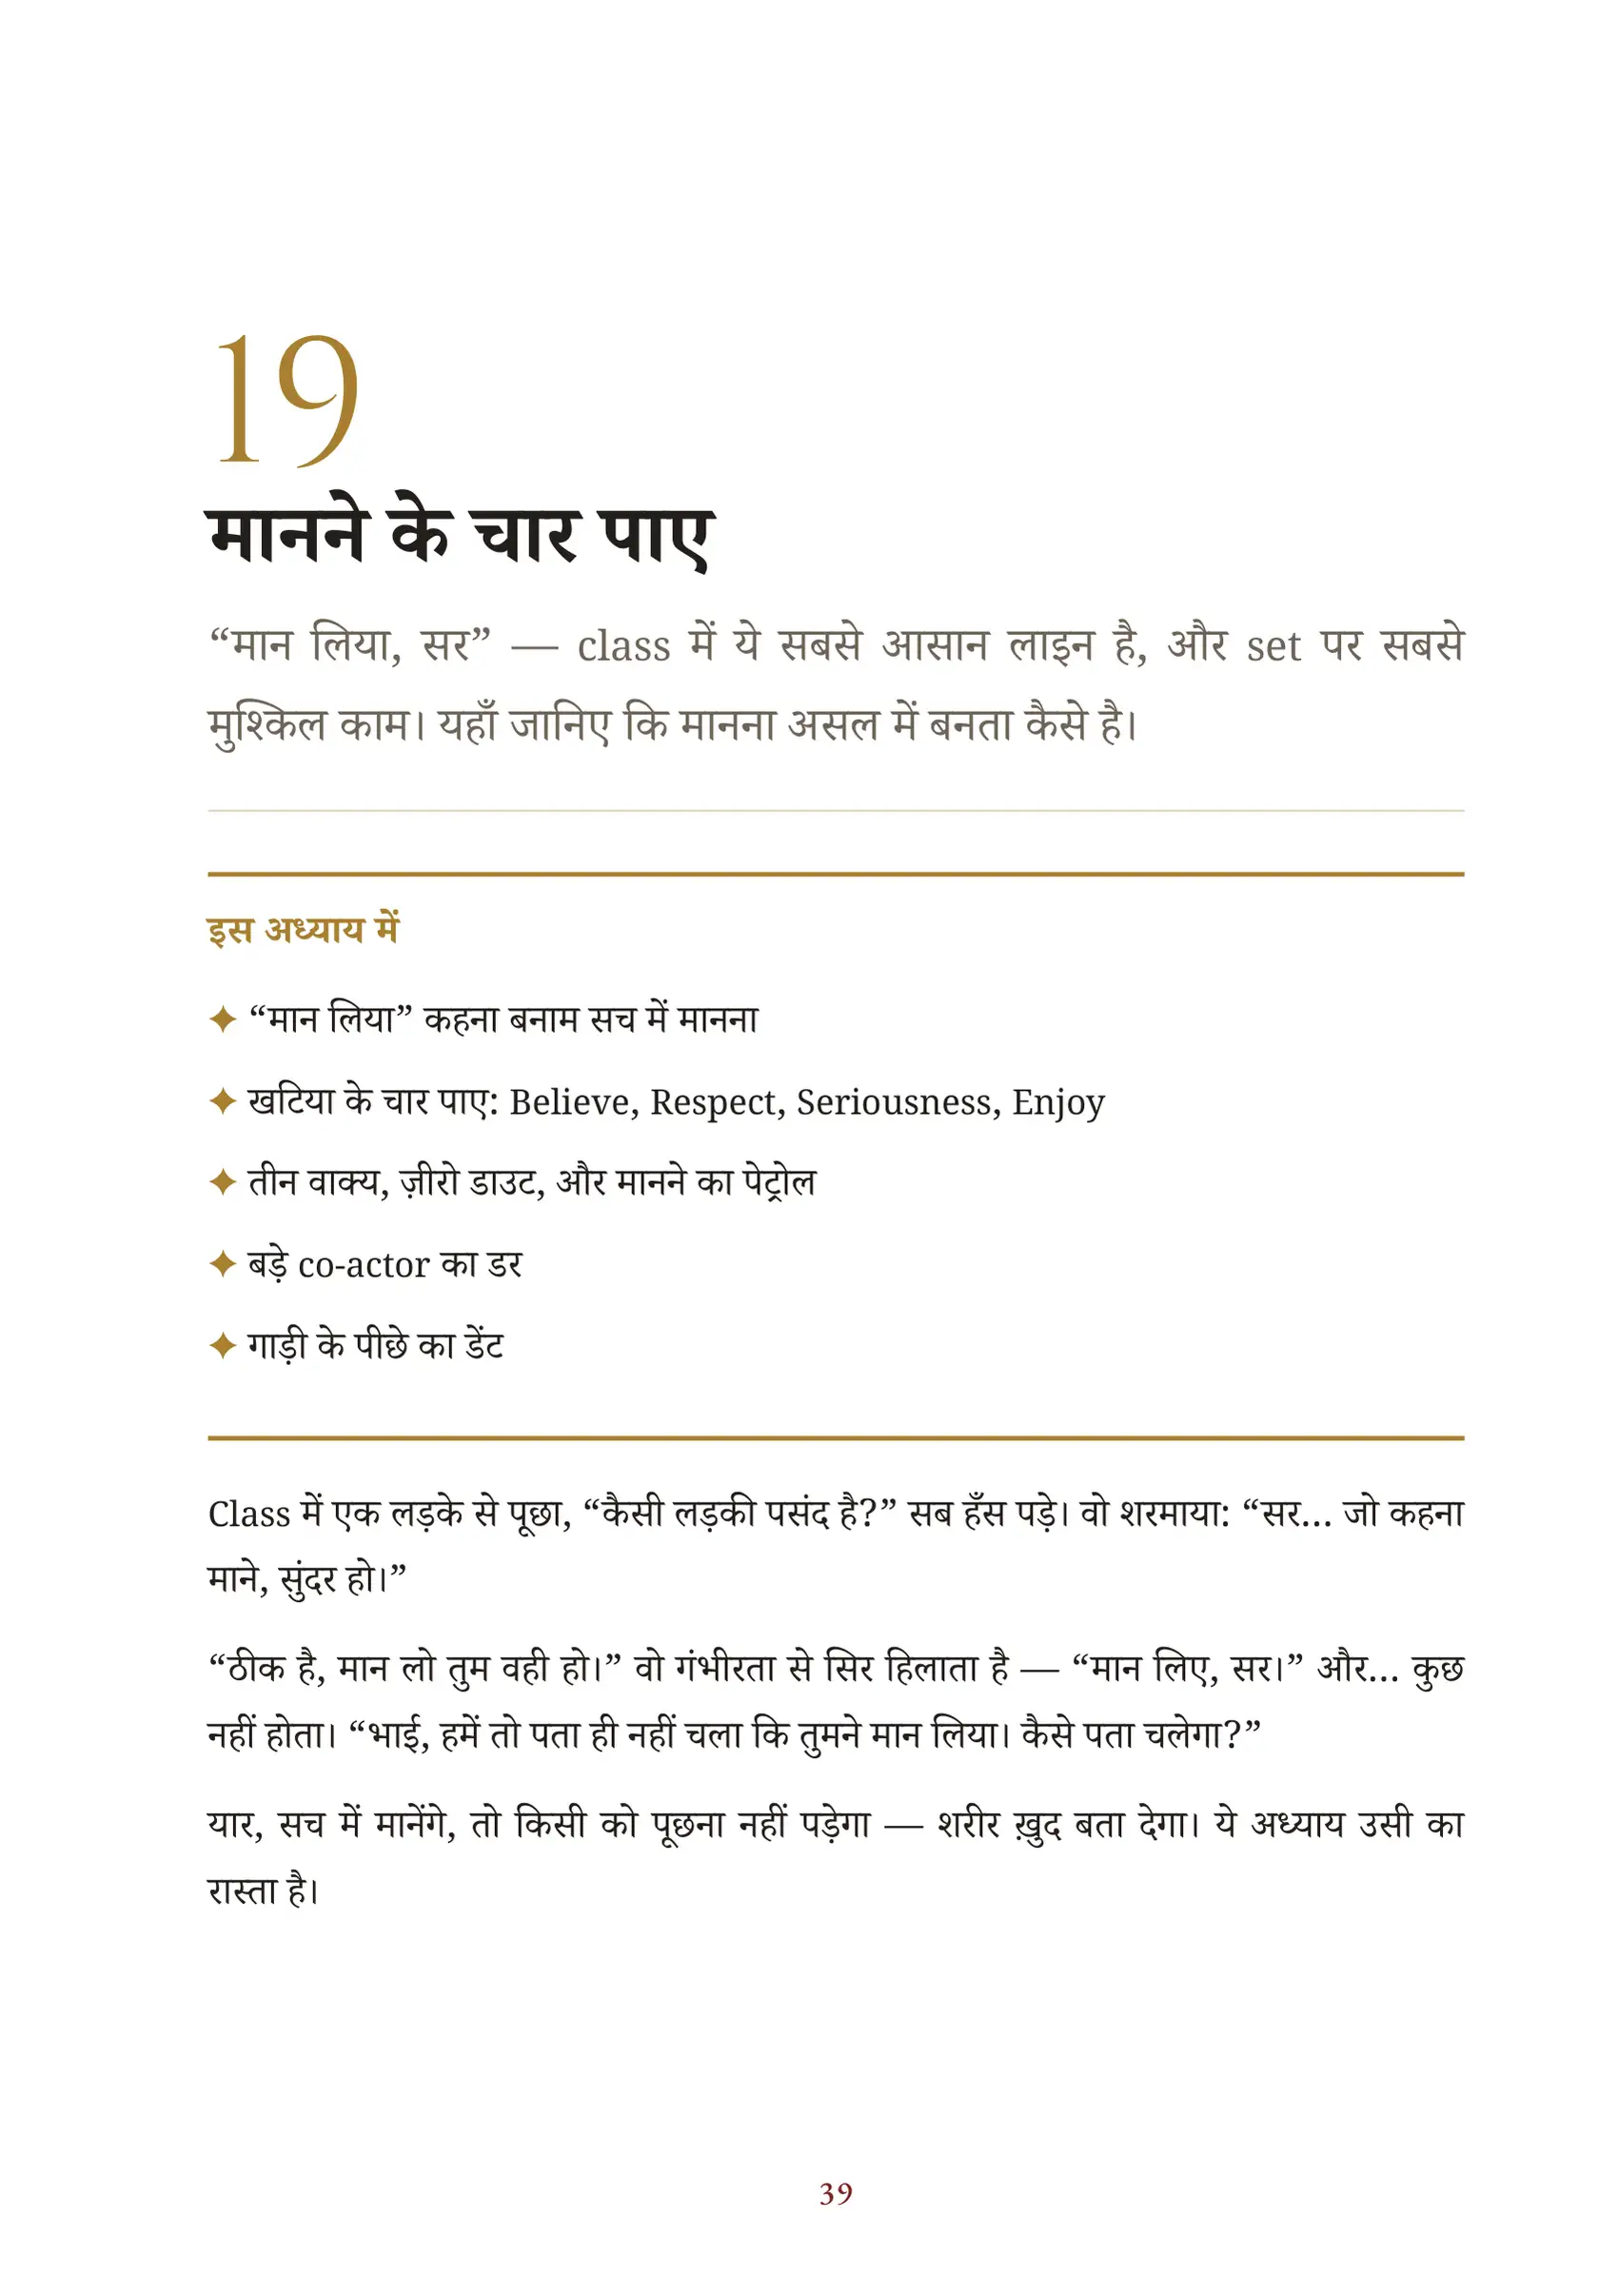 19
मानने के चार पाए
“मान लिया, सर” — class में ये सबसे आसान लाइन है, और set पर सबसे
मुश्किल काम। यहाँ जानिए कि मानना असल में बनता कैसे है।
इस अध्याय में
✦ “मान लिया” कहना बनाम सच में मानना
✦ खटिया के चार पाए: Believe, Respect, Seriousness, Enjoy
✦ तीन वाक्य, ज़ीरो डाउट, और मानने का पेट्रोल
✦ बड़े co-actor का डर
✦ गाड़ी के पीछे का डेंट
Class में एक लड़के से पूछा, “कैसी लड़की पसंद है?” सब हँस पड़े। वो शरमाया: “सर… जो कहना
माने, सुंदर हो।”
“ठीक है, मान लो तुम वही हो।” वो गंभीरता से सिर हिलाता है — “मान लिए, सर।” और… कुछ
नहीं होता। “भाई, हमें तो पता ही नहीं चला कि तुमने मान लिया। कैसे पता चलेगा?”
यार, सच में मानेंगे, तो किसी को पूछना नहीं पड़ेगा — शरीर ख़ुद बता देगा। ये अध्याय उसी का
रास्ता है।
39